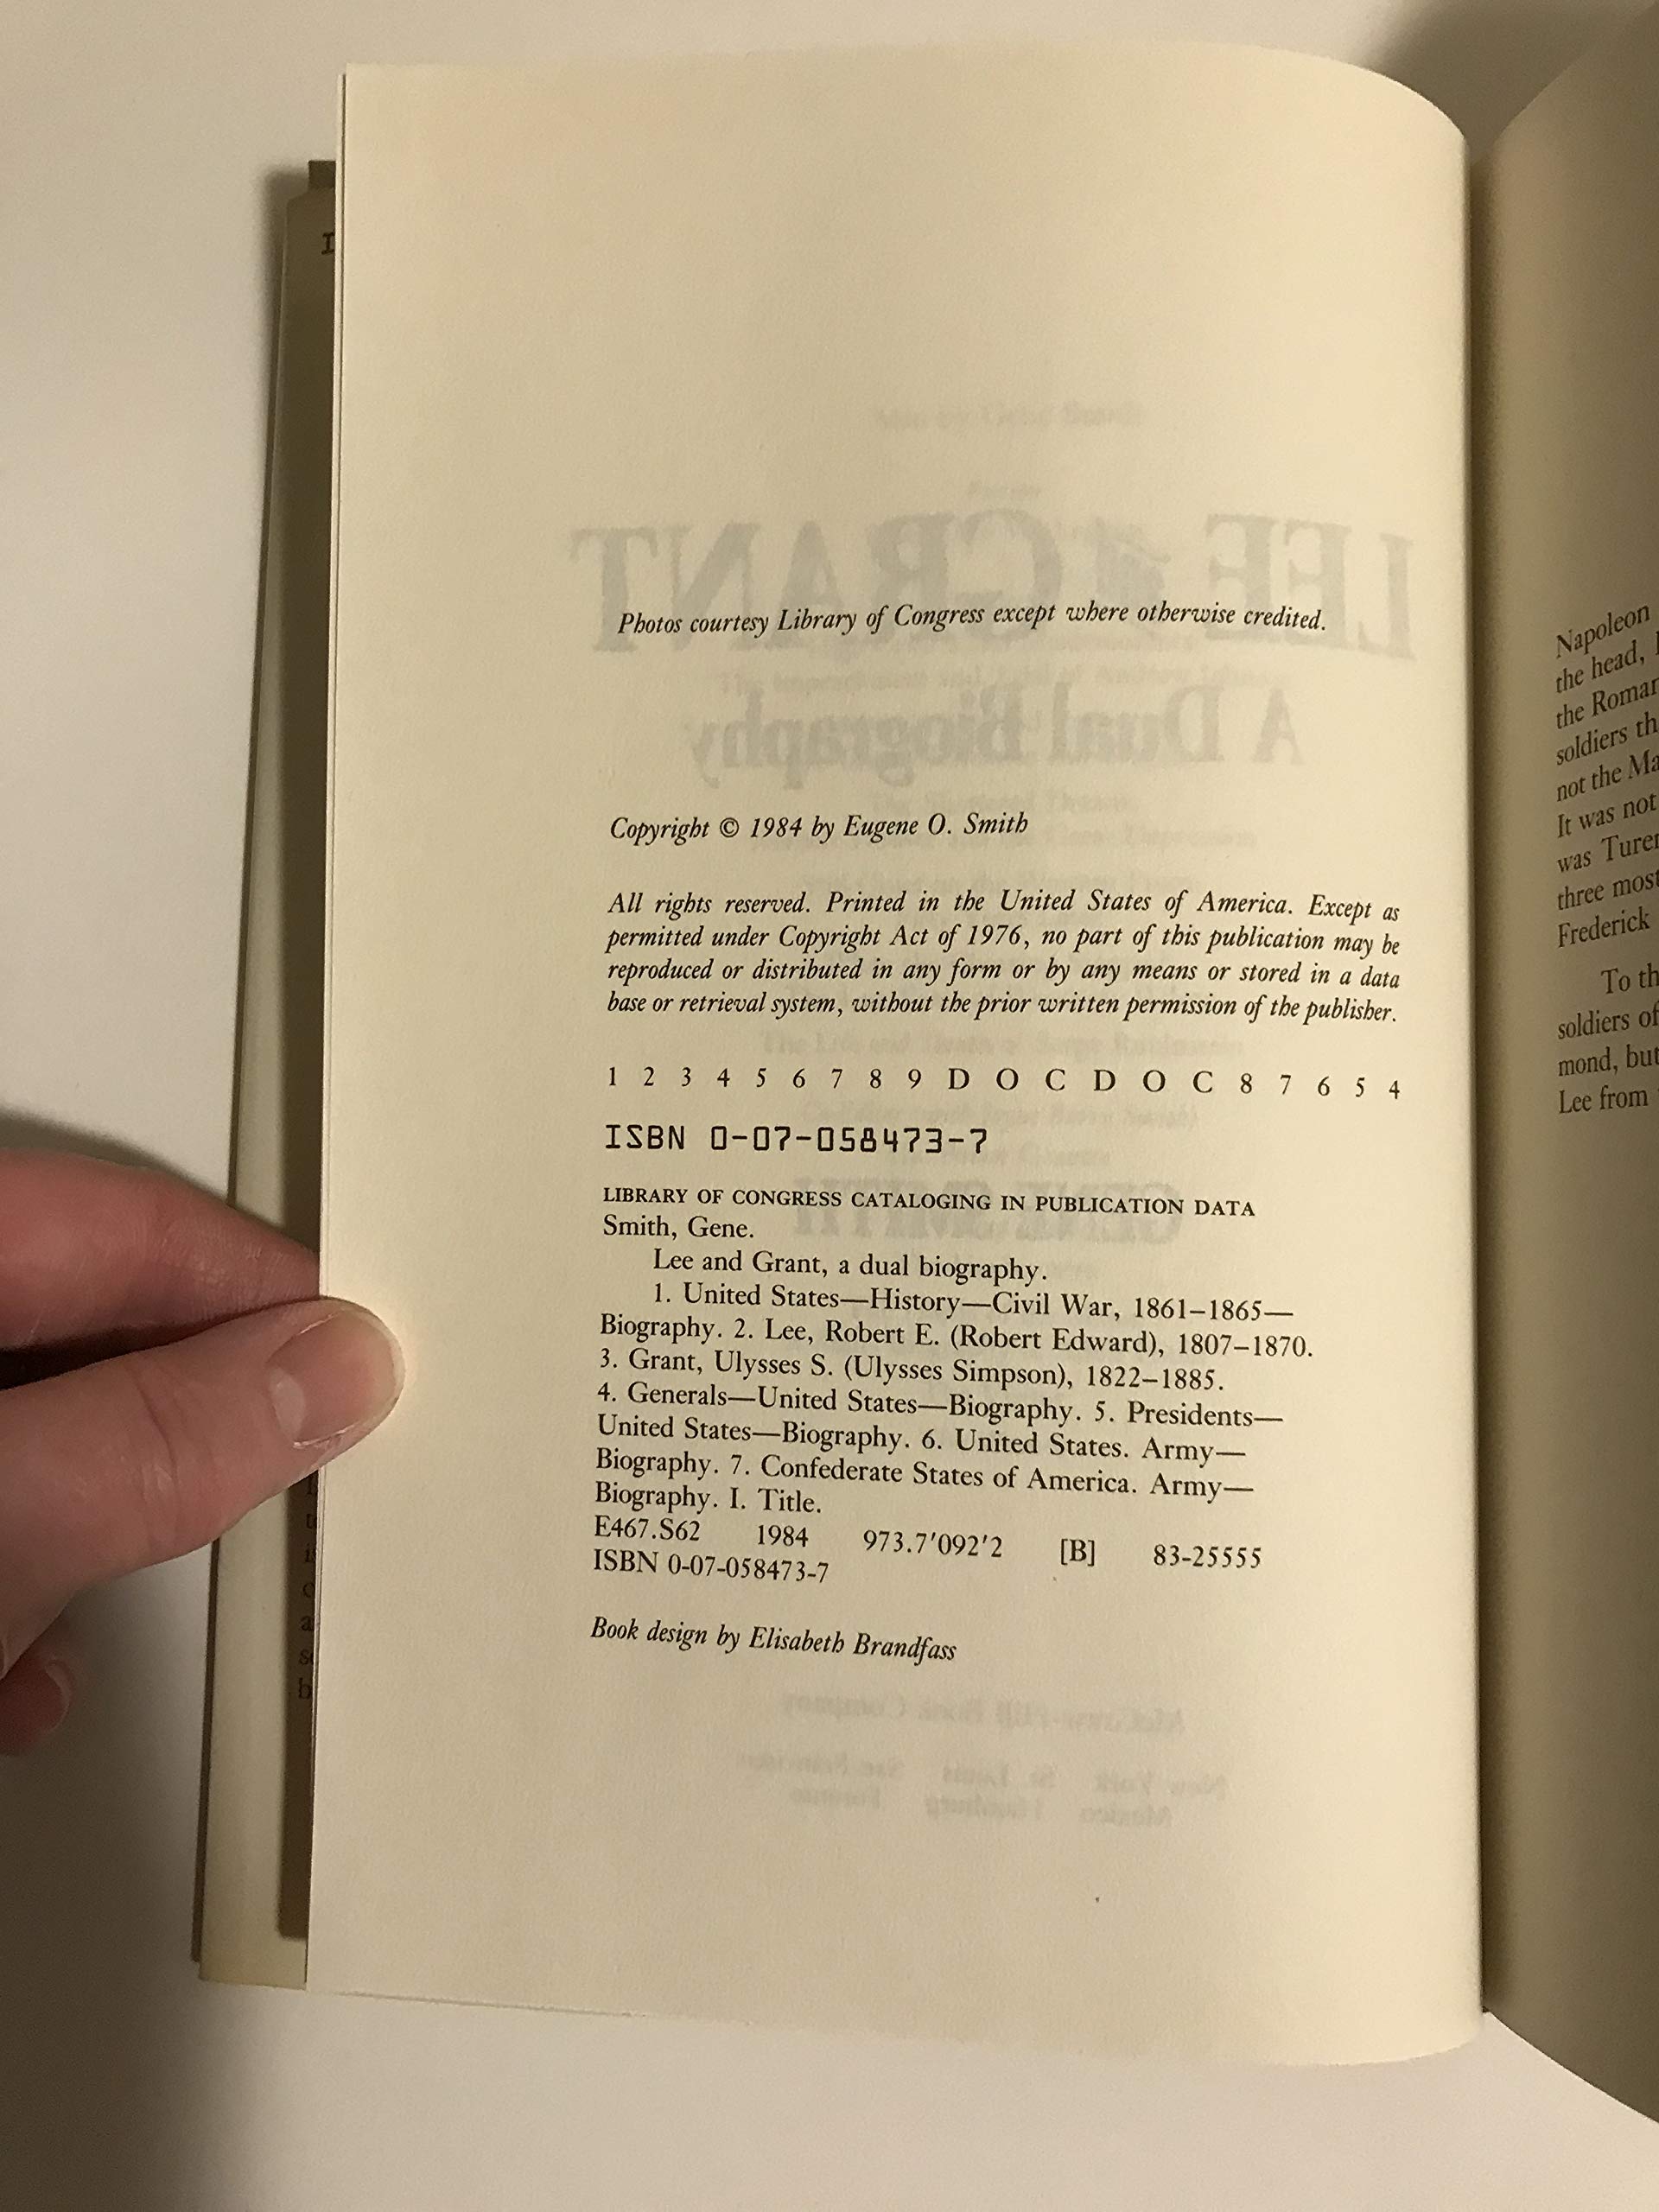 Photos courtesy Library of Congress except where otherwise credited.
Copyright © 1984 by Eugene O. Smith
All rights reserved. Printed in the United States of America. Except as
permitted under Copyright Act of 1976, no part of this publication may be
reproduced or distributed in any form or by any means or stored in a data
base or retrieval system, without the prior written permission of the publisher.
1 2 3 4 5 6 7 8 9 D O C D O C 8 7 6 5 4
ISBN 0-07-058473-7
LIBRARY OF CONGRESS CATALOGING IN PUBLICATION DATA
Smith, Gene.
Lee and Grant, a dual biography.
1. United States—History—Civil War, 1861–1865—
Biography. 2. Lee, Robert E. (Robert Edward), 1807–1870.
3. Grant, Ulysses S. (Ulysses Simpson), 1822–1885.
4. Generals—United States—Biography. 5. Presidents—
United States—Biography. 6. United States. Army—
Biography. 7. Confederate States of America. Army—
Biography. I. Title.
E467.S62 1984 973.7'092'2 [B] 83-25555
ISBN 0-07-058473-7
Book design by Elisabeth Brandfass
Napoleon
the head,
the
soldiers
not the
It was not
was
three most
Frederick
To
soldiers of
mond, but
Lee from